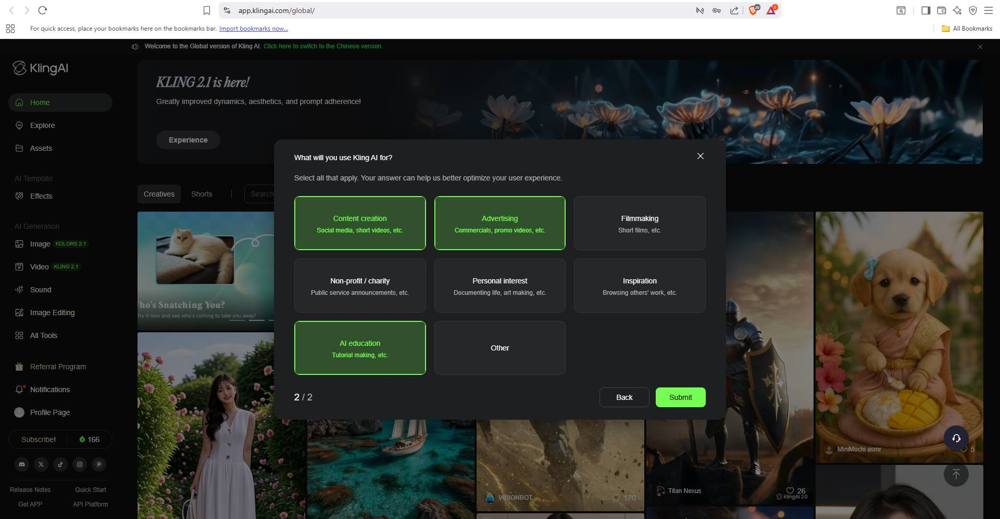 app.klingai.com/global/
20
1
For quick access, place your bookmarks here on the bookmarks bar. Import bookmarks now...
All Bookmarks
Welcome to the Global version of Kling AI. Click here to switch to the Chinese version.
KlingAI
Home
Explore
Assets
AI Template
Effects
AI Generation
Image KOLORS 2.1
Video KLING 2.1
Sound
Image Editing
All Tools
Referral Program
Notifications
Profile Page
Subscribe! 166
Release Notes Quick Start
Get APP API Platform
KLING 2.1 is here!
Greatly improved dynamics, aesthetics, and prompt adherence!
Experience
Creatives Shorts Search
Who's Snatching You?
Try it now and see who's coming to take you away!
What will you use Kling AI for?
Select all that apply. Your answer can help us better optimize your user experience.
Content creation
Social media, short videos, etc.
Advertising
Commercials, promo videos, etc.
Filmmaking
Short films, etc.
Non-profit / charity
Public service announcements, etc.
Personal interest
Documenting life, art making, etc.
Inspiration
Browsing others' work, etc.
AI education
Tutorial making, etc.
Other
2 / 2
Back
Submit
VISIONBOT 170
Titan Nexus 26
KlingAI 2.0
MiniMochi asmr 5